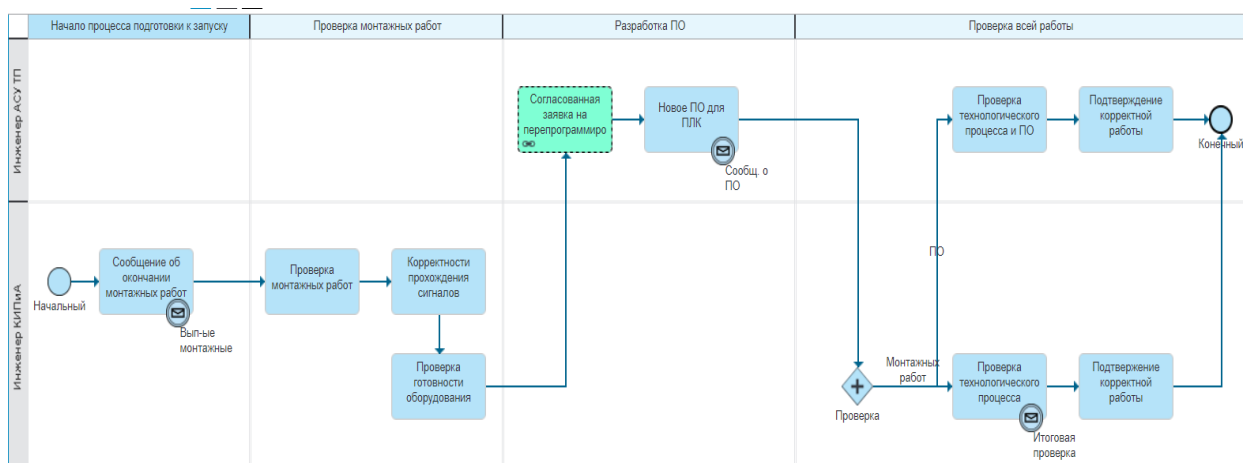 Начало процесса подготовки к запуску
Проверка монтажных работ
Разработка ПО
Проверка всей работы
Инженер АСУ ТП
Согласованная
заявка на
перепрограммиро
Новое ПО для
ПЛК
Сообщ. о
ПО
Проверка
технологического
процесса и ПО
Подтверждение
корректной
работы
Конечный
Инженер КИПиА
Начальный
Сообщение об
окончании
монтажных работ
Вып-ые
монтажные
Проверка
монтажных работ
Корректности
прохождения
сигналов
Проверка
готовности
оборудования
ПО
Проверка
Монтажных
работ
Проверка
технологического
процесса
Итоговая
проверка
Подтвержение
корректной
работы